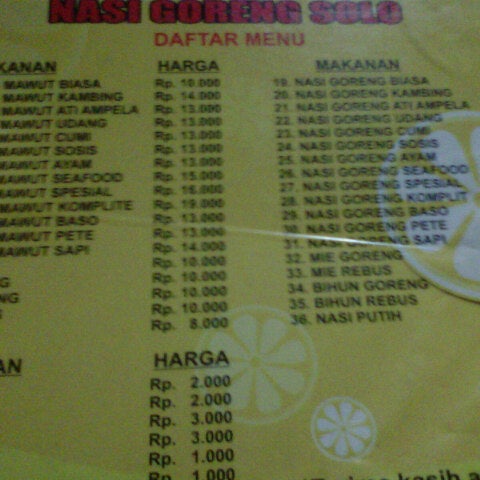 NASI GORENG SOLO
DAFTAR MENU
KANAN HARGA MAKANAN
MAWUT BIASA Rp. 10.000 19. NASI GORENG BIASA
MAWUT KAMBING Rp. 14.000 20. NASI GORENG KAMBING
MAWUT ATI AMPELA Rp. 13.000 21. NASI GORENG ATI AMPELA
MAWUT UDANG Rp. 13.000 22. NASI GORENG UDANG
MAWUT CUMI Rp. 13.000 23. NASI GORENG CUMI
MAWUT SOSIS Rp. 13.000 24. NASI GORENG SOSIS
MAWUT AYAM Rp. 13.000 25. NASI GORENG AYAM
MAWUT SEAFOOD Rp. 15.000 26. NASI GORENG SEAFOOD
MAWUT SPESIAL Rp. 16.000 27. NASI GORENG SPESIAL
MAWUT KOMPLITE Rp. 19.000 28. NASI GORENG KOMPLIT
MAWUT BASO Rp. 13.000 29. NASI GORENG BASO
MAWUT PETE Rp. 13.000 30. NASI GORENG PETE
MAWUT SAPI Rp. 14.000 31. NASI GORENG SAPI
Rp. 10.000 32. MIE GORENG
Rp. 10.000 33. MIE REBUS
NG Rp. 10.000 34. BIHUN GORENG
S Rp. 10.000 35. BIHUN REBUS
Rp. 8.000 36. NASI PUTIH
AN HARGA
Rp. 2.000
Rp. 2.000
Rp. 3.000
Rp. 3.000
Rp. 1.000
Rp. 1.000
kasih a